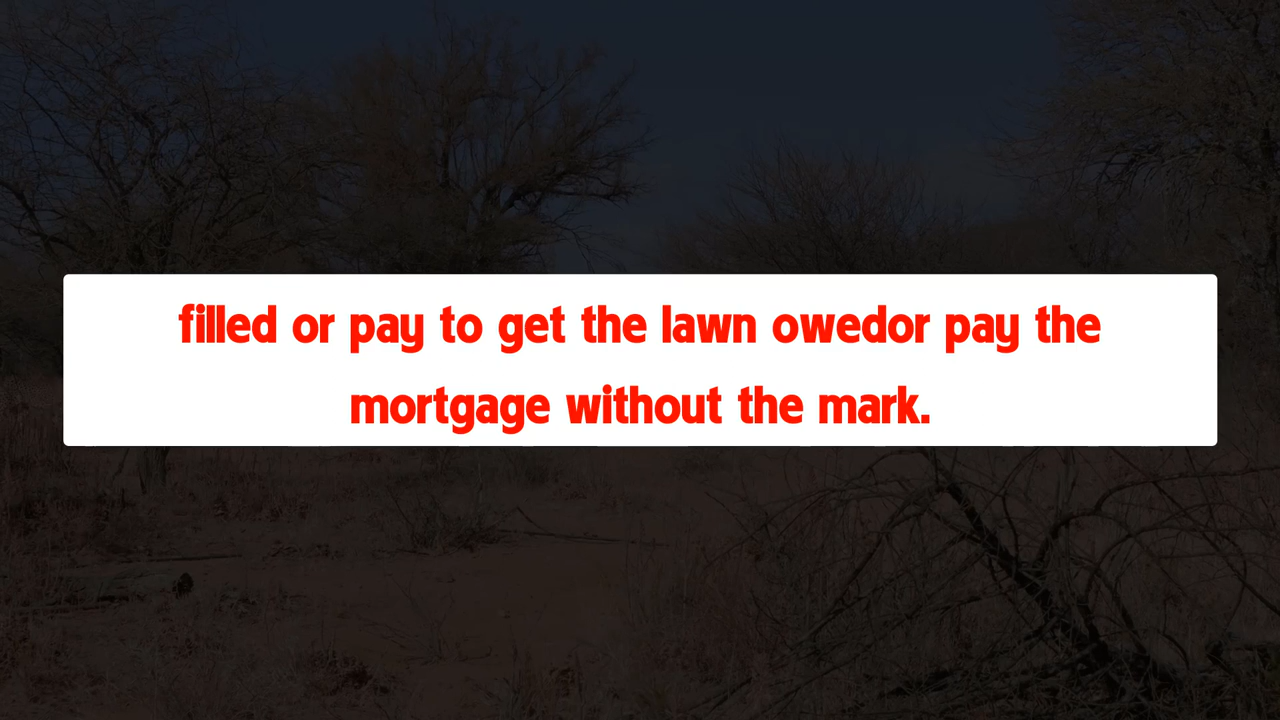 filled or pay to get the lawn owedor pay the
mortgage without the mark.